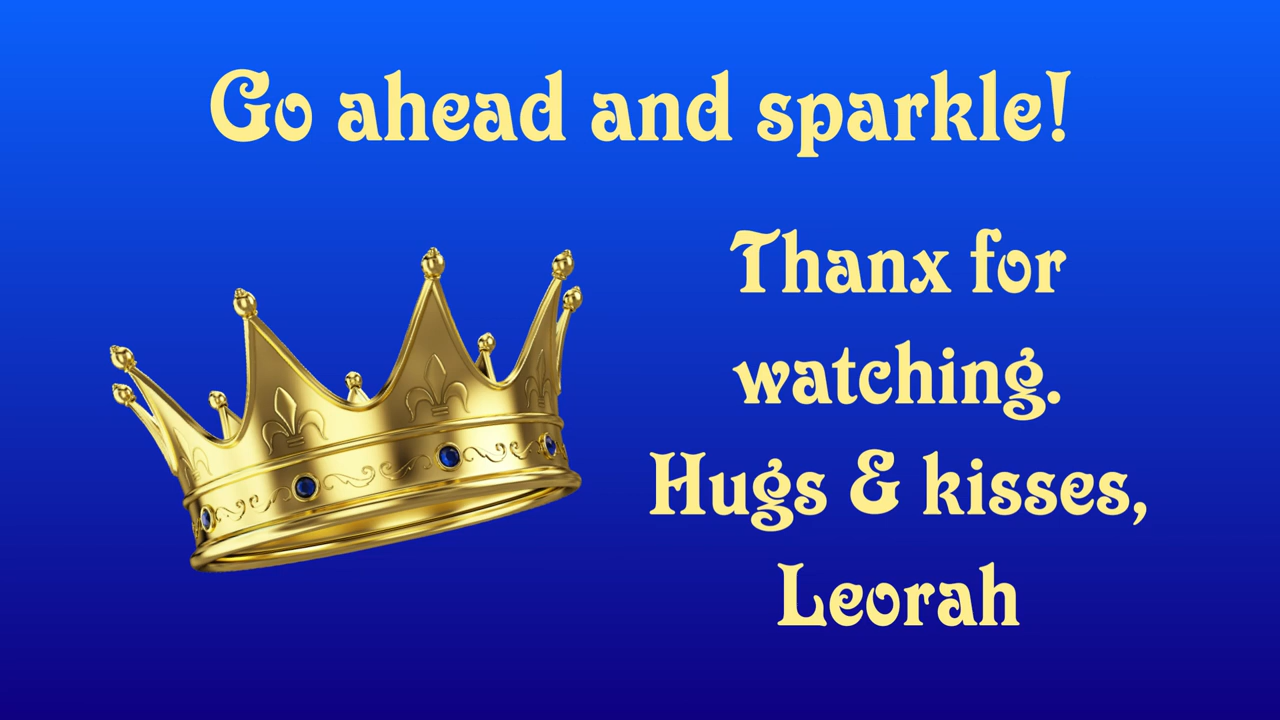 Go ahead and sparkle!
Thanx for
watching.
Hugs & kisses,
Leorah